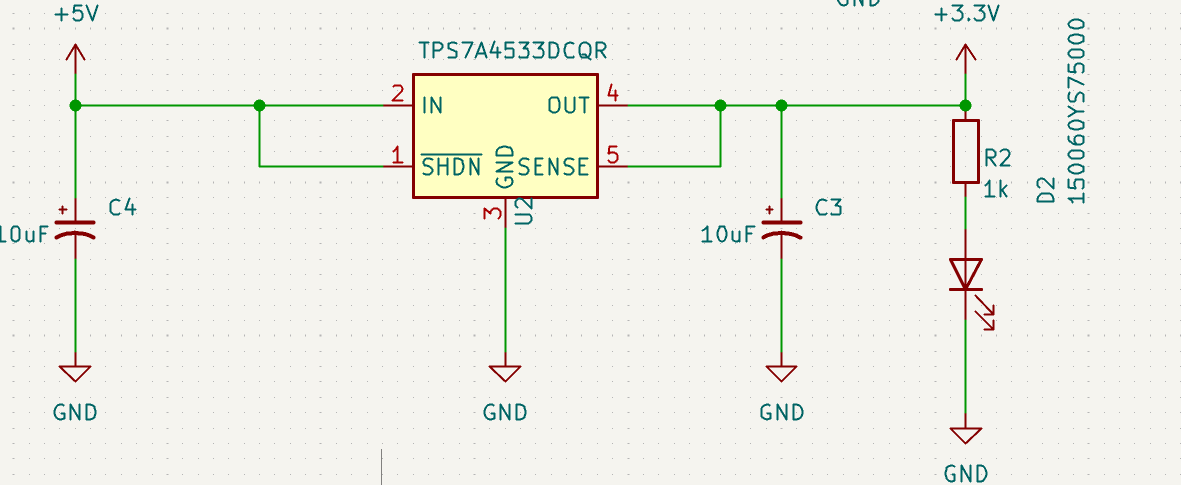 GND
+5V
+3.3V
TPS7A4533DCQR
150060YS75000
2
IN
OUT
4
1
SHDN
GND
SENSE
5
R2
1k
D2
C4
10uF
3
U2
C3
10uF
GND
GND
GND
GND